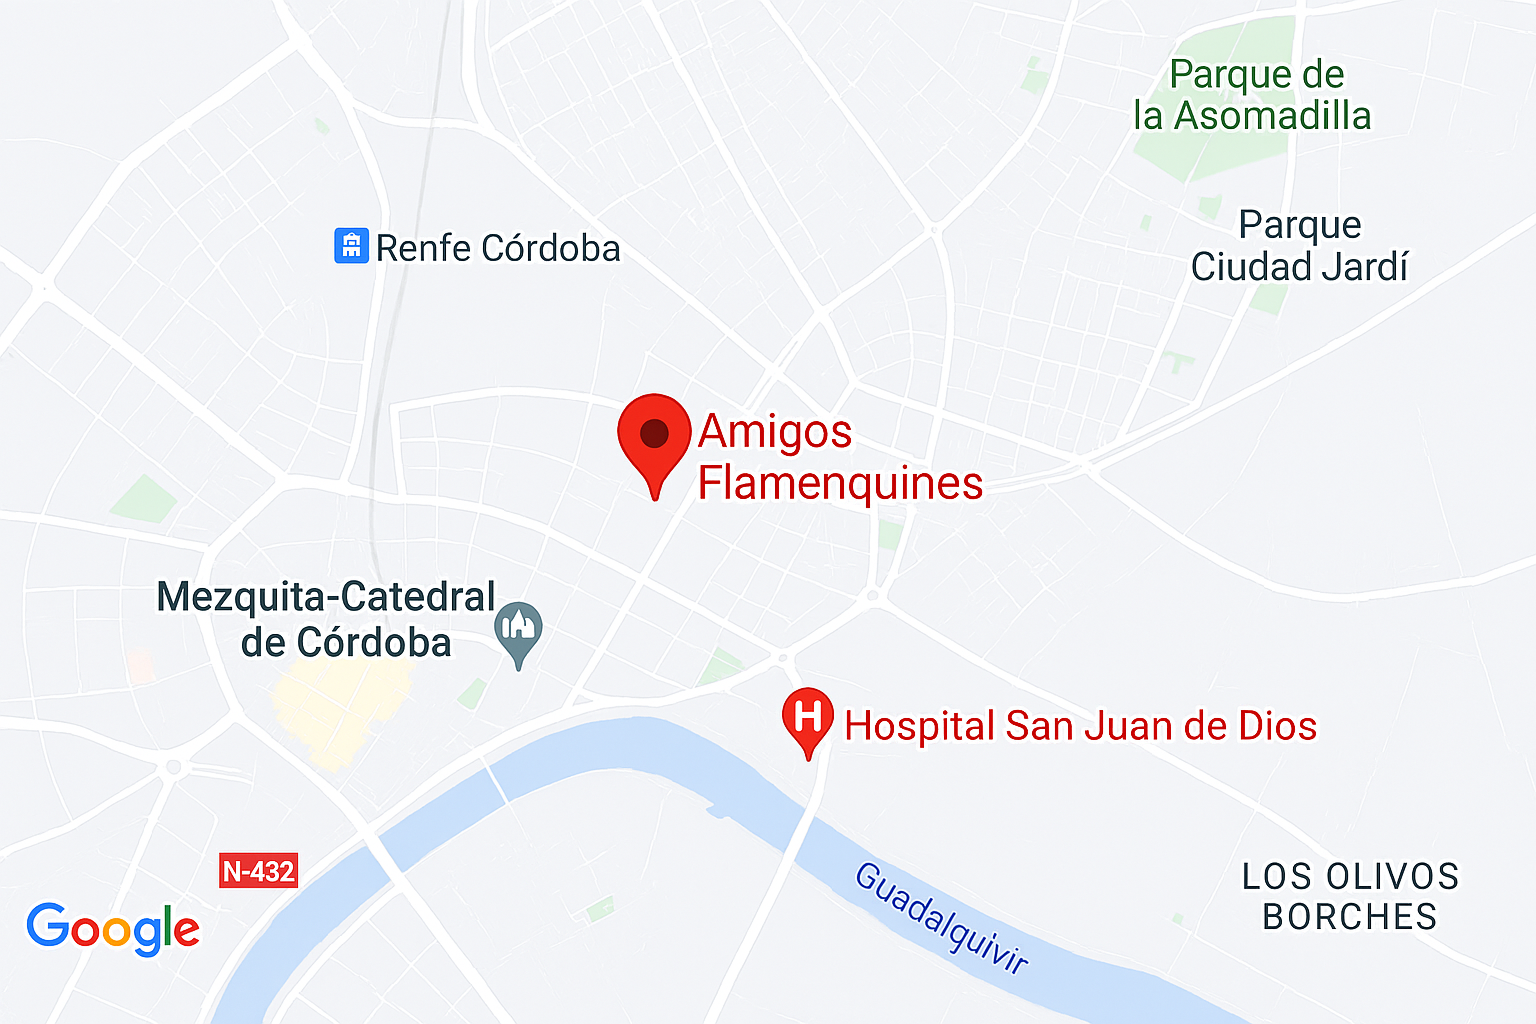 Parque de
la Asomadilla
Parque
Ciudad Jardí
Renfe Córdoba
Amigos
Flamenquines
Mezquita-Catedral
de Córdoba
H
Hospital San Juan de Dios
N-432
Guadalquivir
LOS OLIVOS
BORCHES
Google